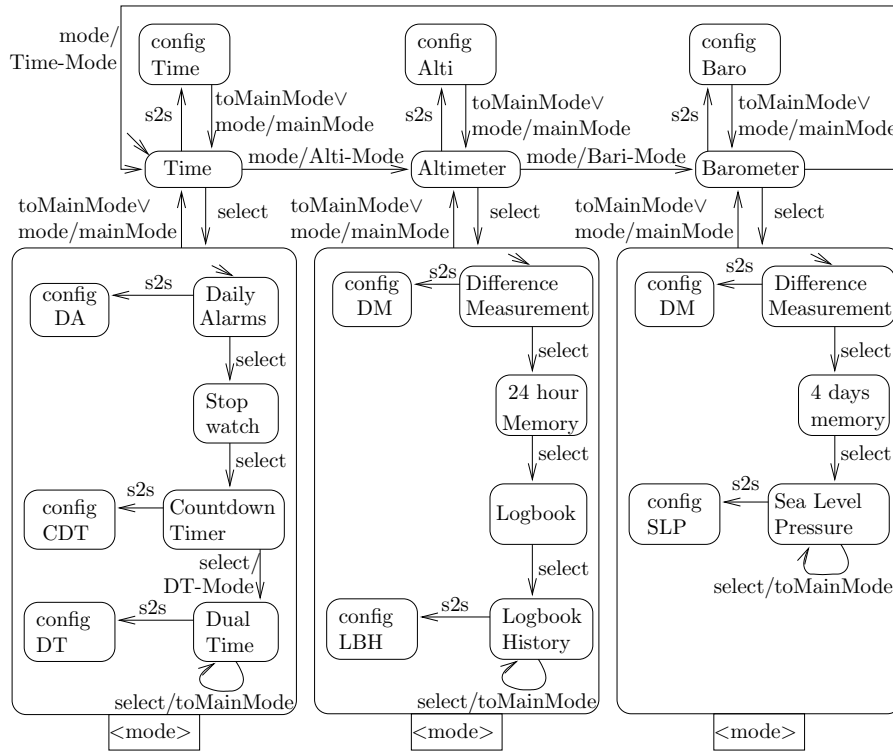 mode/
Time-Mode
config
Time
config
Alti
config
Baro
s2s
toMainMode∨
mode/mainMode
s2s
toMainMode∨
mode/mainMode
s2s
toMainMode∨
mode/mainMode
Time
mode/Alti-Mode
Altimeter
mode/Bari-Mode
Barometer
toMainMode∨
mode/mainMode
select
toMainMode∨
mode/mainMode
select
toMainMode∨
mode/mainMode
select
config
DA
s2s
Daily
Alarms
select
Stop
watch
select
config
CDT
s2s
Countdown
Timer
select/
DT-Mode
config
DT
s2s
Dual
Time
select/toMainMode
<mode>
config
DM
s2s
Difference
Measurement
select
24 hour
Memory
select
Logbook
select
config
LBH
s2s
Logbook
History
select/toMainMode
<mode>
config
DM
s2s
Difference
Measurement
select
4 days
memory
select
config
SLP
s2s
Sea Level
Pressure
select/toMainMode
<mode>